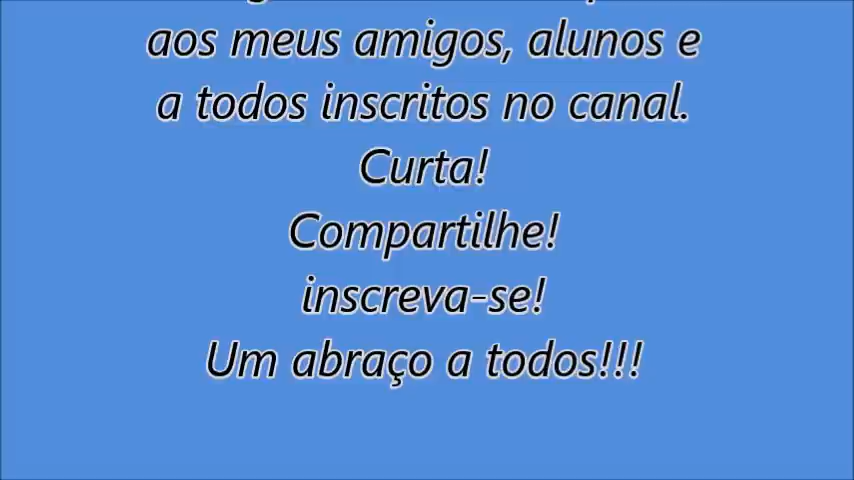 aos meus amigos, alunos e
a todos inscritos no canal.
Curta!
Compartilhe!
inscreva-se!
Um abraço a todos!!!